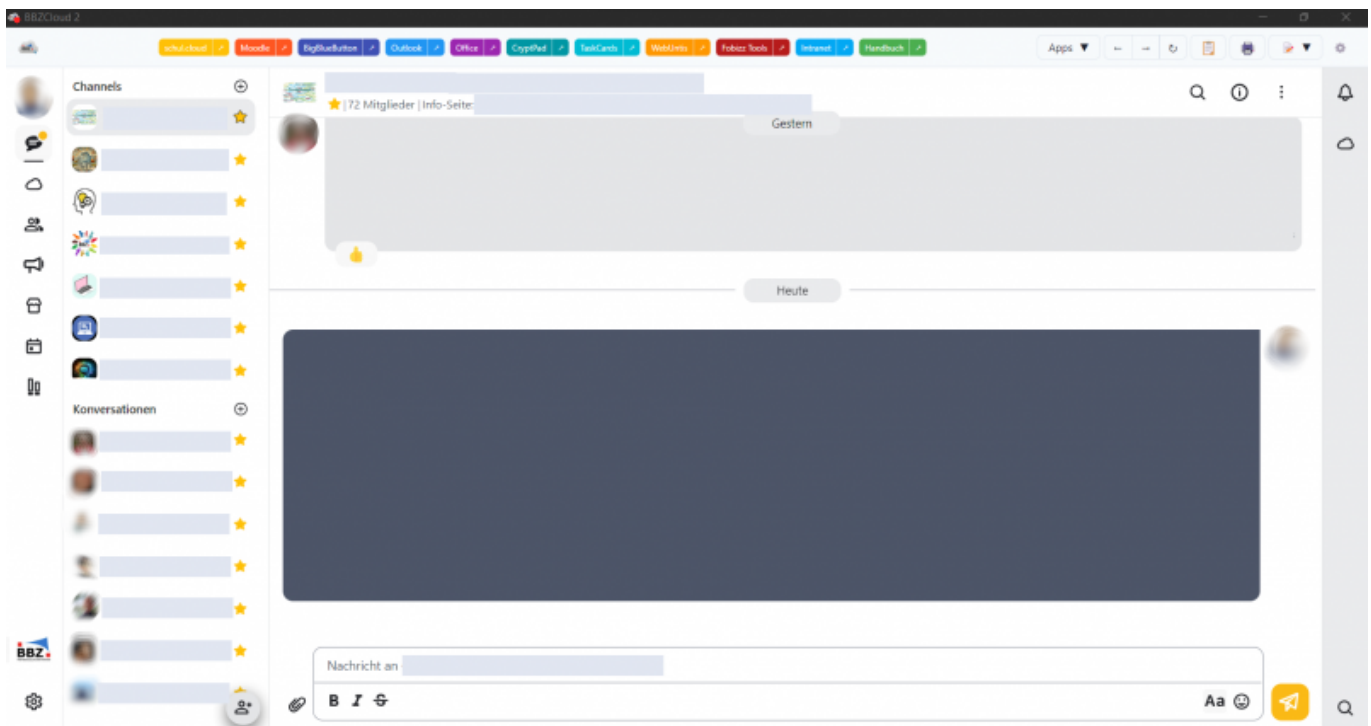 BBZCloud 2
schul.cloud Moodle BigBlueButton Outlook Office CryptPad TaskCards WebUntis Fobizz Tools Intranet Handbuch Apps
Channels
| 72 Mitglieder | Info-Seite:
Gestern
Heute
Konversationen
BBZ
Nachricht an
B I S Aa